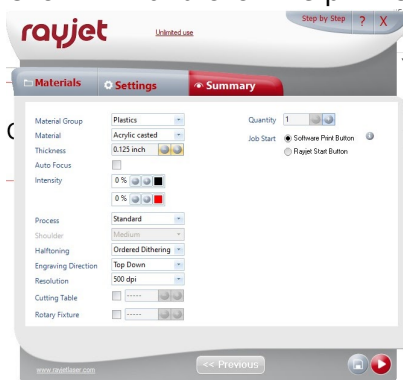 rayjet
Unlimited use
Step by Step ? X
Materials Settings Summary
Material Group Plastics
Material Acrylic casted
Thickness 0.125 inch
Auto Focus
Intensity 0 %
0 %
Process Standard
Shoulder Medium
Halftoning Ordered Dithering
Engraving Direction Top Down
Resolution 500 dpi
Cutting Table -----
Rotary Fixture -----
Quantity 1
Job Start Software Print Button
Rayjet Start Button
<< Previous
www.rayjetlaser.com